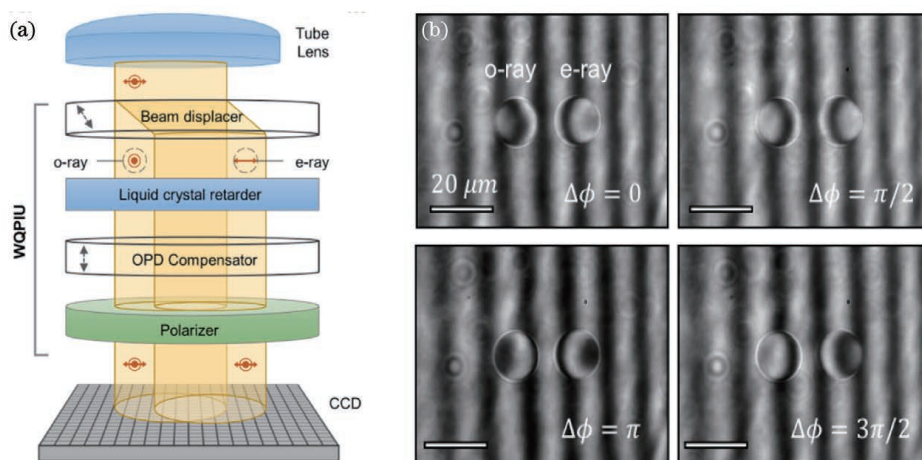 (a)
Tube
Lens
Beam displacer
o-ray
e-ray
Liquid crystal retarder
WQPIU
OPD Compensator
Polarizer
CCD
(b)
o-ray
e-ray
20 μm
Δϕ = 0
Δϕ = π/2
Δϕ = π
Δϕ = 3π/2